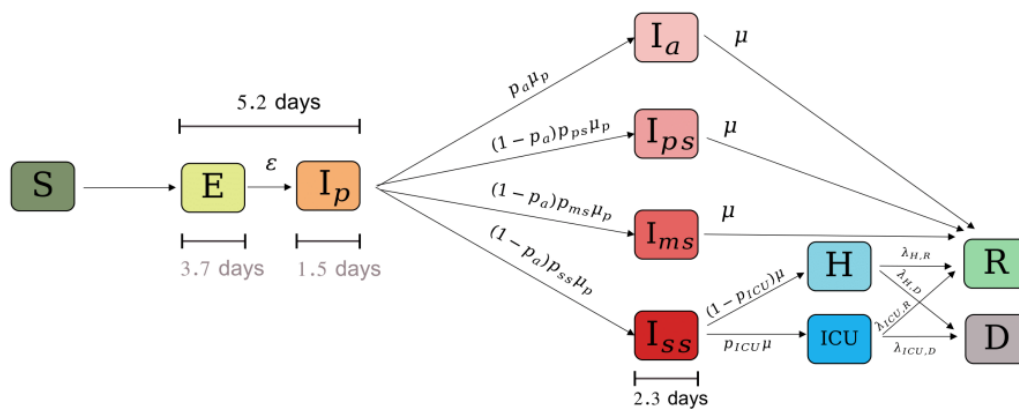 I_a
μ
p_a μ_p
5.2 days
(1 − p_a)p_ps μ_p
I_ps
μ
S
E
ε
I_p
(1 − p_a)p_ms μ_p
I_ms
μ
3.7 days
1.5 days
(1 − p_a)p_ss μ_p
H
λ_H,R
R
(1 − p_ICU)μ
λ_H,D
λ_ICU,R
I_ss
p_ICU μ
ICU
λ_ICU,D
D
2.3 days